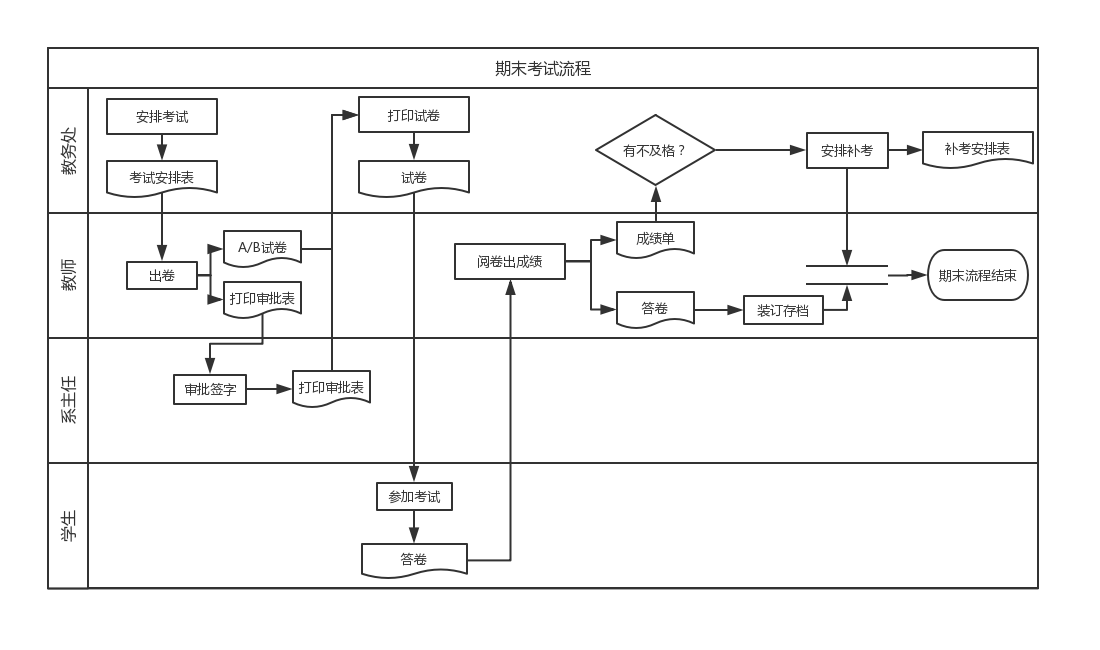 期末考试流程
教务处
安排考试
考试安排表
打印试卷
试卷
有不及格？
安排补考
补考安排表
教师
出卷
A/B试卷
打印审批表
阅卷出成绩
成绩单
答卷
装订存档
期末流程结束
系主任
审批签字
打印审批表
学生
参加考试
答卷